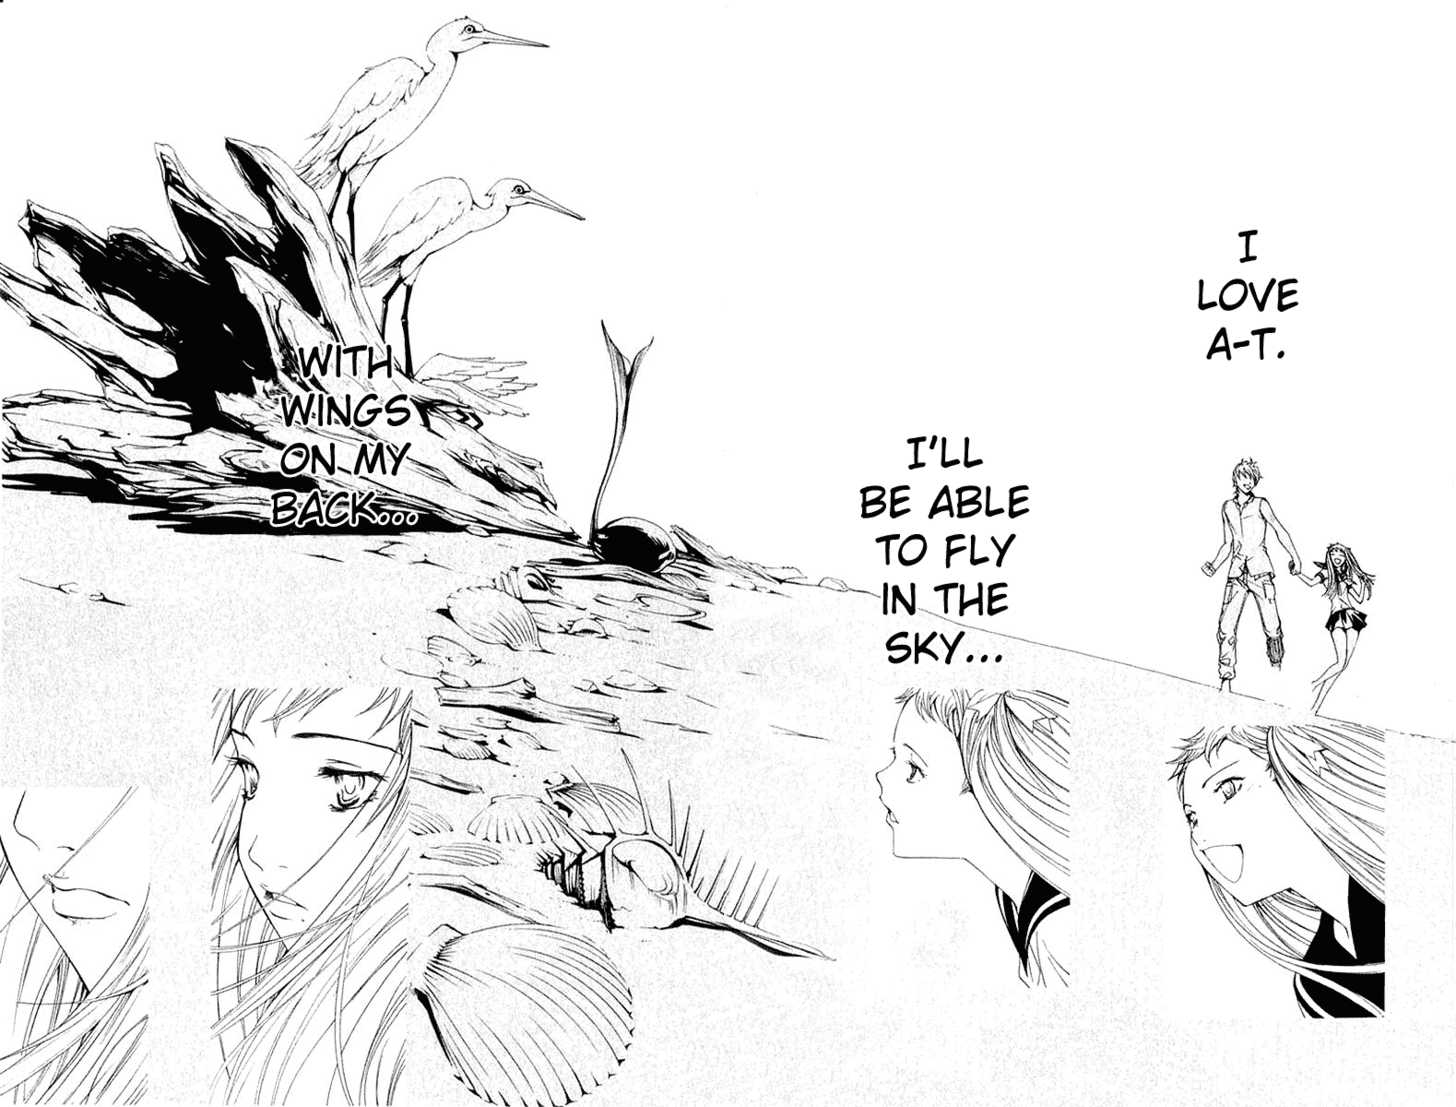 I
LOVE
A-T.
I'LL
BE ABLE
TO FLY
IN THE
SKY...
WITH
WINGS
ON MY
BACK...